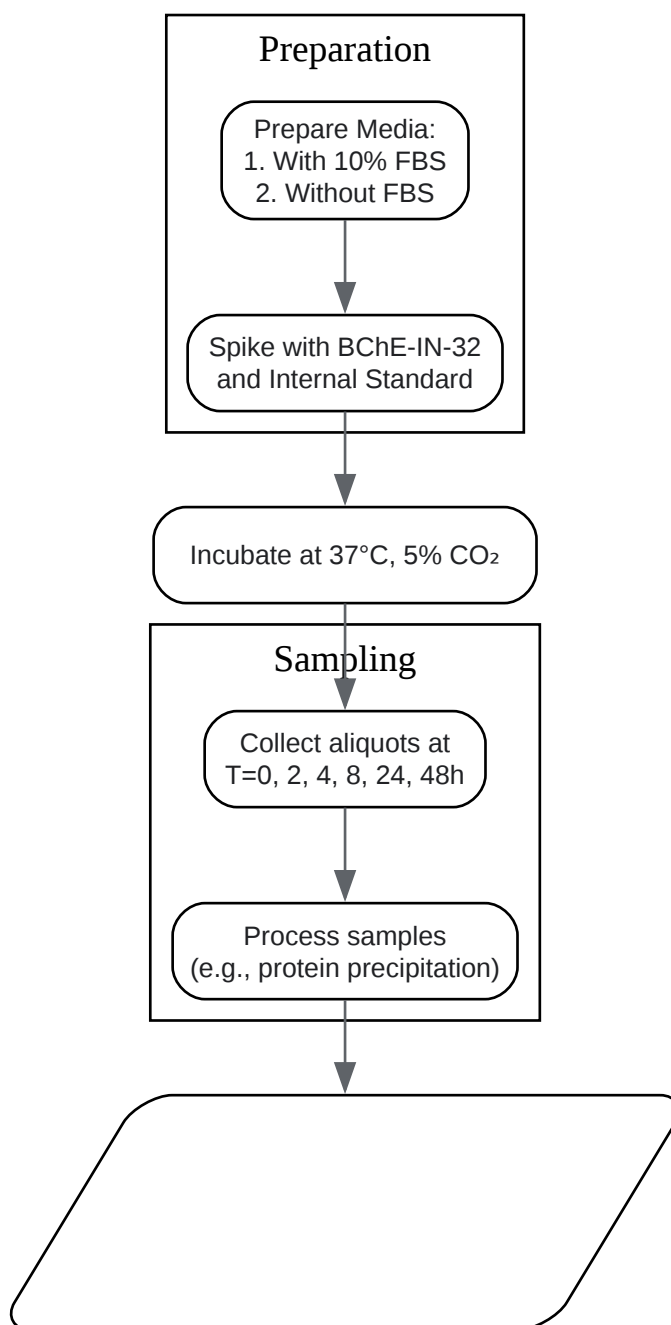 Preparation
Prepare Media:
1. With 10% FBS
2. Without FBS
Spike with BChE-IN-32
and Internal Standard
Incubate at 37°C, 5% CO₂
Sampling
Collect aliquots at
T=0, 2, 4, 8, 24, 48h
Process samples
(e.g., protein precipitation)